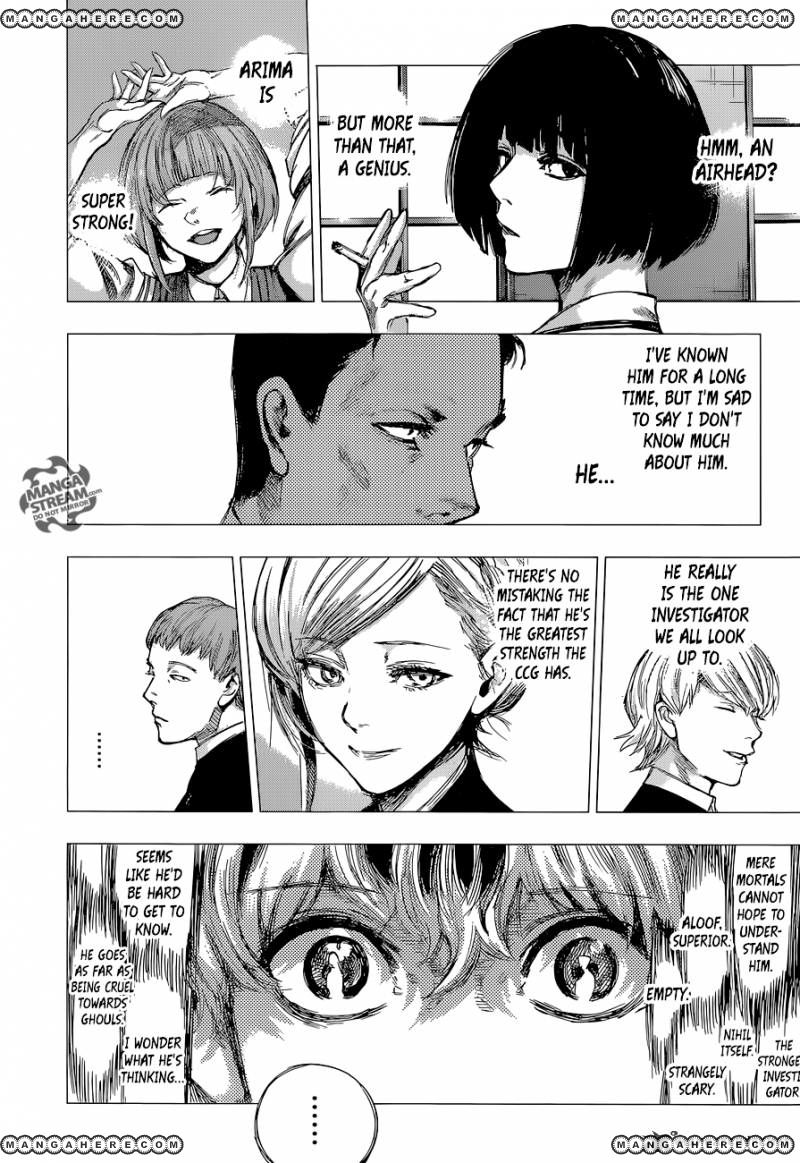 MANGAHERE.COM
MANGAHERE.COM
HMM, AN
AIRHEAD?
BUT MORE
THAN THAT,
A GENIUS.
ARIMA
IS
SUPER
STRONG!
I'VE KNOWN
HIM FOR A LONG
TIME, BUT I'M SAD
TO SAY I DON'T
KNOW MUCH
ABOUT HIM.
HE...
MANGA
STREAM.com
DO NOT MIRROR
HE REALLY
IS THE ONE
INVESTIGATOR
WE ALL LOOK
UP TO.
THERE'S NO
MISTAKING THE
FACT THAT HE'S
THE GREATEST
STRENGTH THE
CCG HAS.
......
MERE
MORTALS
CANNOT
HOPE TO
UNDER-
STAND
HIM.
ALOOF.
SUPERIOR.
EMPTY.
NIHIL
ITSELF.
THE
STRONGE
INVESTI
GATOR
STRANGELY
SCARY.
SEEMS
LIKE HE'D
BE HARD
TO GET TO
KNOW.
HE GOES
AS FAR AS
BEING CRUEL
TOWARDS
GHOULS.
I WONDER
WHAT HE'S
THINKING...
......
MANGAHERE.COM
MANGAHERE.COM